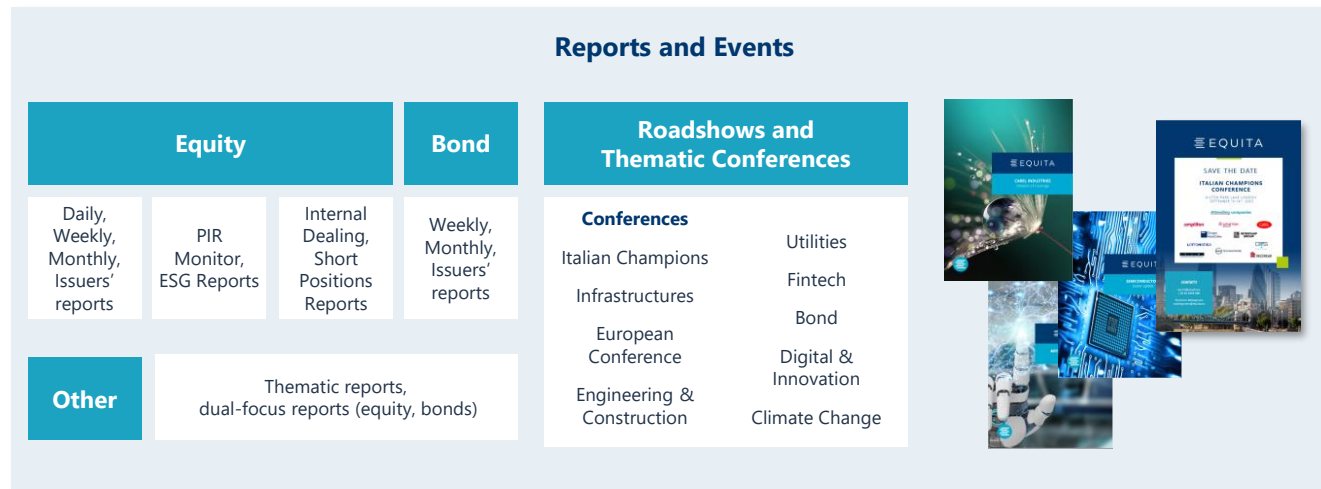 Reports and Events
Equity
Bond
Roadshows and
Thematic Conferences
Daily,
Weekly,
Monthly,
Issuers’
reports
PIR
Monitor,
ESG Reports
Internal
Dealing,
Short
Positions
Reports
Weekly,
Monthly,
Issuers’
reports
Other
Thematic reports,
dual-focus reports (equity, bonds)
Conferences
Italian Champions
Infrastructures
European
Conference
Engineering &
Construction
Utilities
Fintech
Bond
Digital &
Innovation
Climate Change
EQUITA
CAREL INDUSTRIES
EQUITA
EQUITA
SAVE THE DATE
ITALIAN CHAMPIONS
CONFERENCE